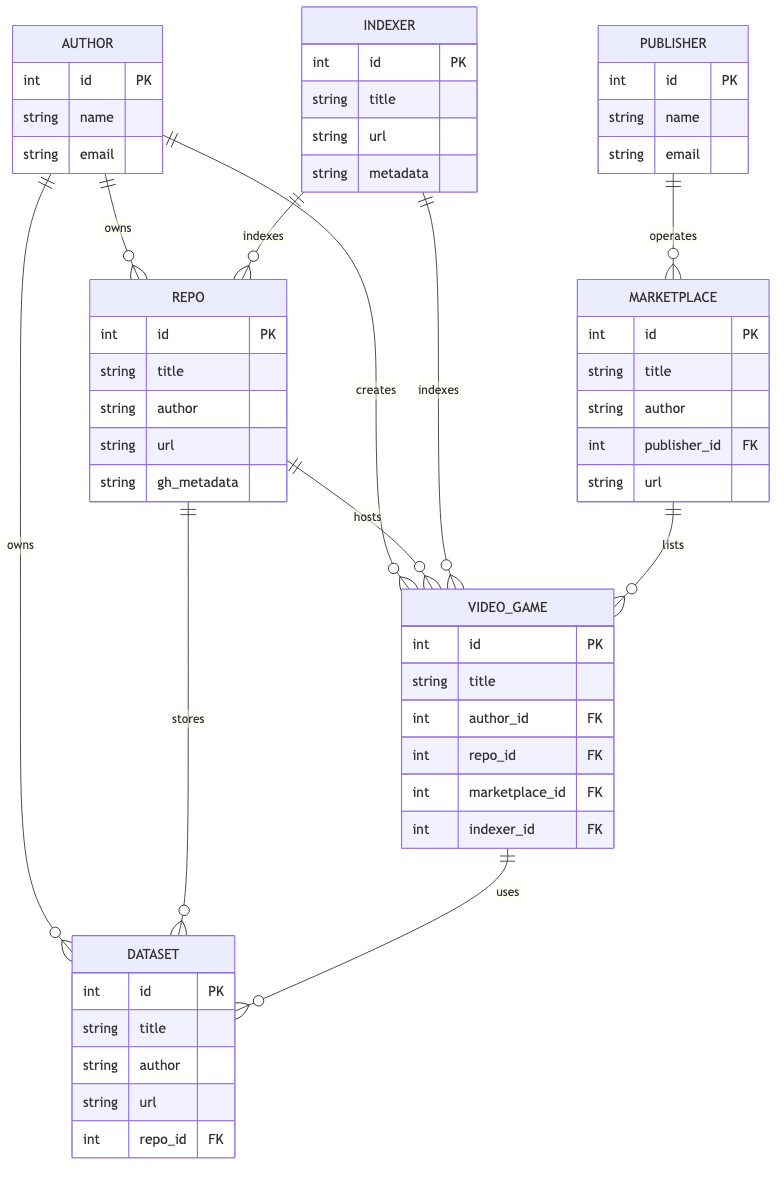 INDEXER
int id PK
string title
string url
string metadata
AUTHOR
int id PK
string name
string email
PUBLISHER
int id PK
string name
string email
owns
indexes
operates
REPO
int id PK
string title
string author
string url
string gh_metadata
MARKETPLACE
int id PK
string title
string author
int publisher_id FK
string url
creates
indexes
hosts
owns
lists
VIDEO_GAME
int id PK
string title
int author_id FK
int repo_id FK
int marketplace_id FK
int indexer_id FK
stores
uses
DATASET
int id PK
string title
string author
string url
int repo_id FK